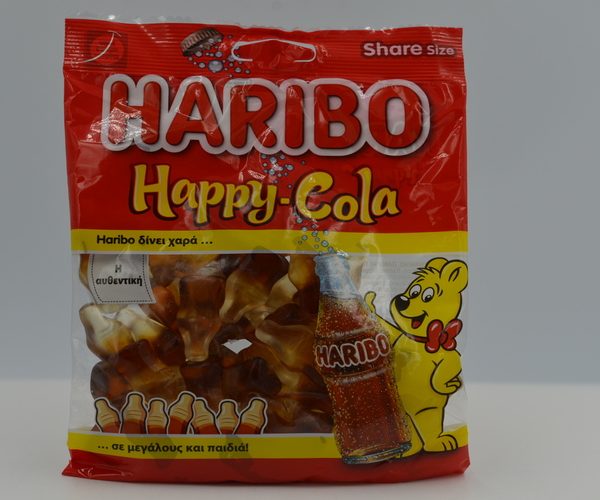 Share Size
HARIBO
Happy-Cola
Haribo δίνει χαρά ...
Η
αυθεντική
HARIBO
... σε μεγάλους και παιδιά!